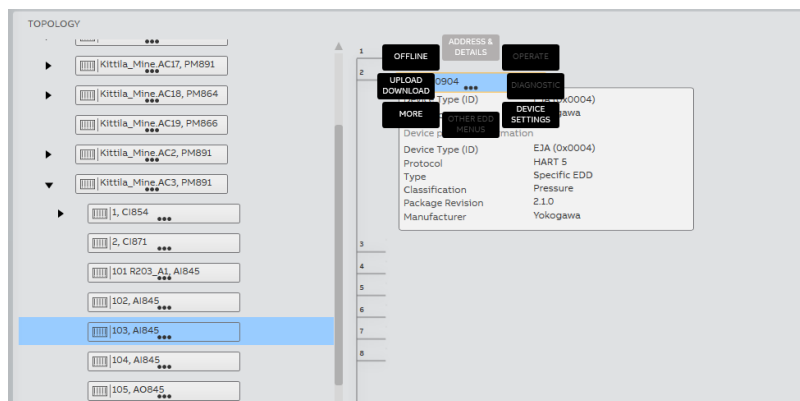 TOPOLOGY
Kittila_Mine.AC17, PM891
Kittila_Mine.AC18, PM864
Kittila_Mine.AC19, PM866
Kittila_Mine.AC2, PM891
Kittila_Mine.AC3, PM891
1, CI854
2, CI871
101 R203_A1, AI845
102, AI845
103, AI845
104, AI845
105, AO845
1
2
3
4
5
6
7
8
OFFLINE
ADDRESS &
DETAILS
OPERATE
UPLOAD
DOWNLOAD
0904
DIAGNOSTIC
MORE
OTHER EDD
MENUS
DEVICE
SETTINGS
Device Type (ID)
Device Type (ID) EJA (0x0004)
Protocol HART 5
Type Specific EDD
Classification Pressure
Package Revision 2.1.0
Manufacturer Yokogawa